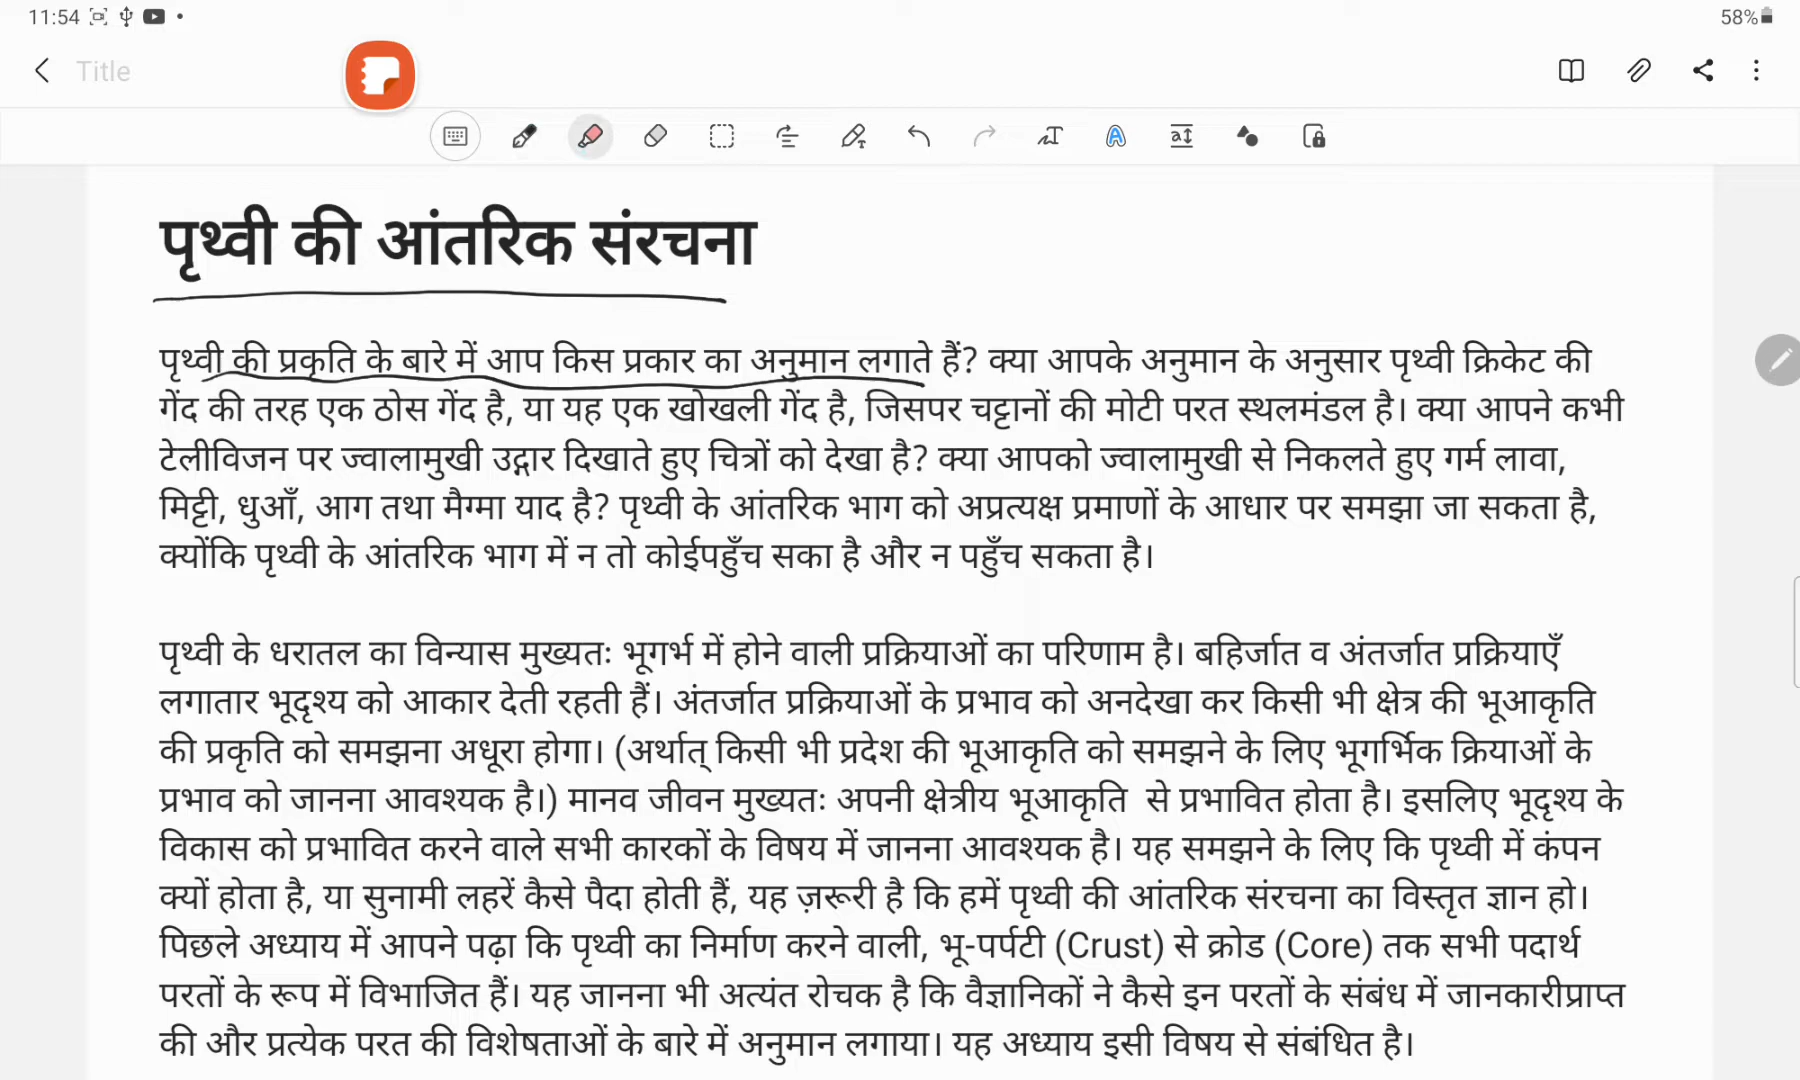 11:54
58%
Title
पृथ्वी की आंतरिक संरचना
पृथ्वी की प्रकृति के बारे में आप किस प्रकार का अनुमान लगाते हैं? क्या आपके अनुमान के अनुसार पृथ्वी क्रिकेट की
गेंद की तरह एक ठोस गेंद है, या यह एक खोखली गेंद है, जिसपर चट्टानों की मोटी परत स्थलमंडल है। क्या आपने कभी
टेलीविजन पर ज्वालामुखी उद्गार दिखाते हुए चित्रों को देखा है? क्या आपको ज्वालामुखी से निकलते हुए गर्म लावा,
मिट्टी, धुआँ, आग तथा मैग्मा याद है? पृथ्वी के आंतरिक भाग को अप्रत्यक्ष प्रमाणों के आधार पर समझा जा सकता है,
क्योंकि पृथ्वी के आंतरिक भाग में न तो कोईपहुँच सका है और न पहुँच सकता है।
पृथ्वी के धरातल का विन्यास मुख्यतः भूगर्भ में होने वाली प्रक्रियाओं का परिणाम है। बहिर्जात व अंतर्जात प्रक्रियाएँ
लगातार भूदृश्य को आकार देती रहती हैं। अंतर्जात प्रक्रियाओं के प्रभाव को अनदेखा कर किसी भी क्षेत्र की भूआकृति
की प्रकृति को समझना अधूरा होगा। (अर्थात् किसी भी प्रदेश की भूआकृति को समझने के लिए भूगर्भिक क्रियाओं के
प्रभाव को जानना आवश्यक है।) मानव जीवन मुख्यतः अपनी क्षेत्रीय भूआकृति से प्रभावित होता है। इसलिए भूदृश्य के
विकास को प्रभावित करने वाले सभी कारकों के विषय में जानना आवश्यक है। यह समझने के लिए कि पृथ्वी में कंपन
क्यों होता है, या सुनामी लहरें कैसे पैदा होती हैं, यह ज़रूरी है कि हमें पृथ्वी की आंतरिक संरचना का विस्तृत ज्ञान हो।
पिछले अध्याय में आपने पढ़ा कि पृथ्वी का निर्माण करने वाली, भू-पर्पटी (Crust) से क्रोड (Core) तक सभी पदार्थ
परतों के रूप में विभाजित हैं। यह जानना भी अत्यंत रोचक है कि वैज्ञानिकों ने कैसे इन परतों के संबंध में जानकारीप्राप्त
की और प्रत्येक परत की विशेषताओं के बारे में अनुमान लगाया। यह अध्याय इसी विषय से संबंधित है।